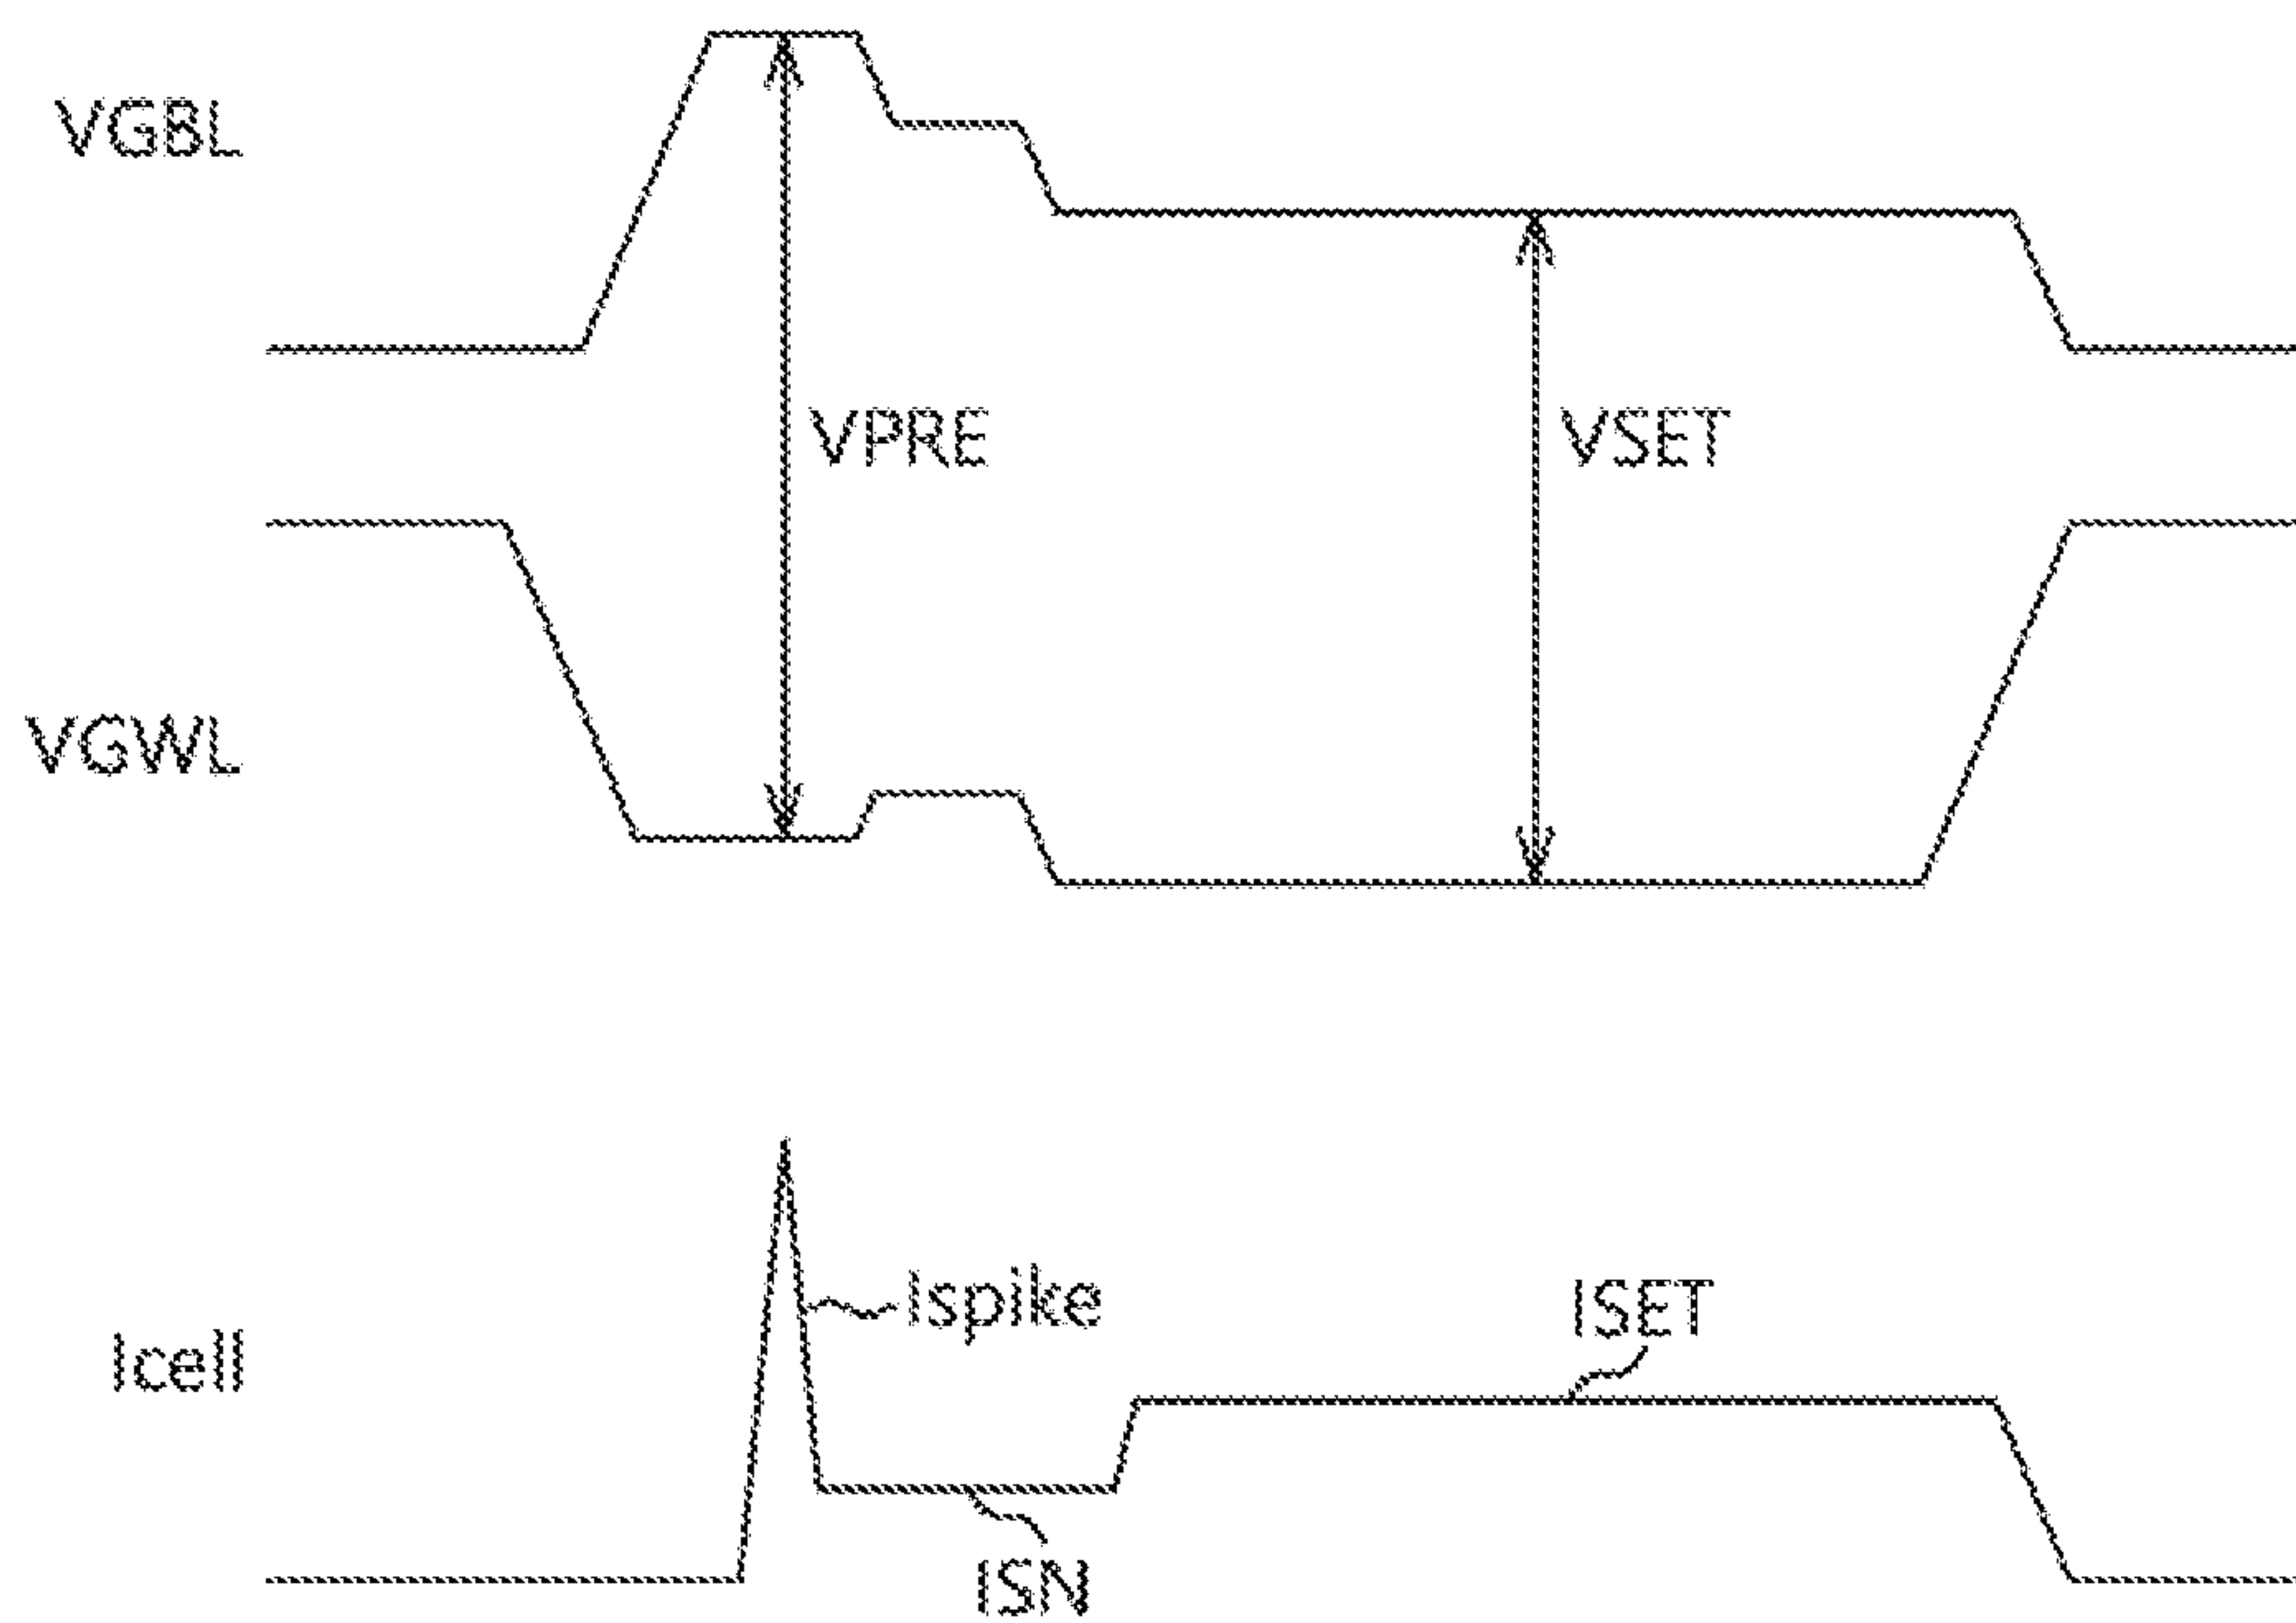 VGBL
VPRE
VSET
VGWL
Ispike
ISET
Icell
ISN